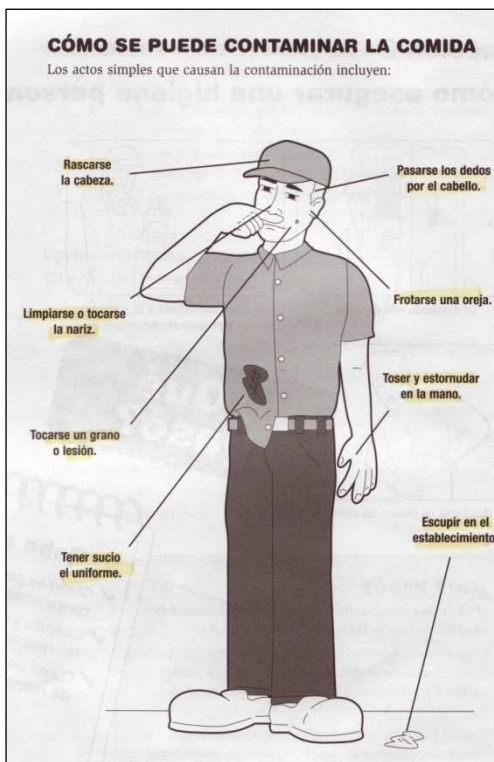 CÓMO SE PUEDE CONTAMINAR LA COMIDA
Los actos simples que causan la contaminación incluyen:
Rascarse
la cabeza.
Pasarse los dedos
por el cabello.
Limpiarse o tocarse
la nariz.
Frotarse una oreja.
Toser y estornudar
en la mano.
Tocarse un grano
o lesión.
Escupir en el
establecimiento
Tener sucio
el uniforme.